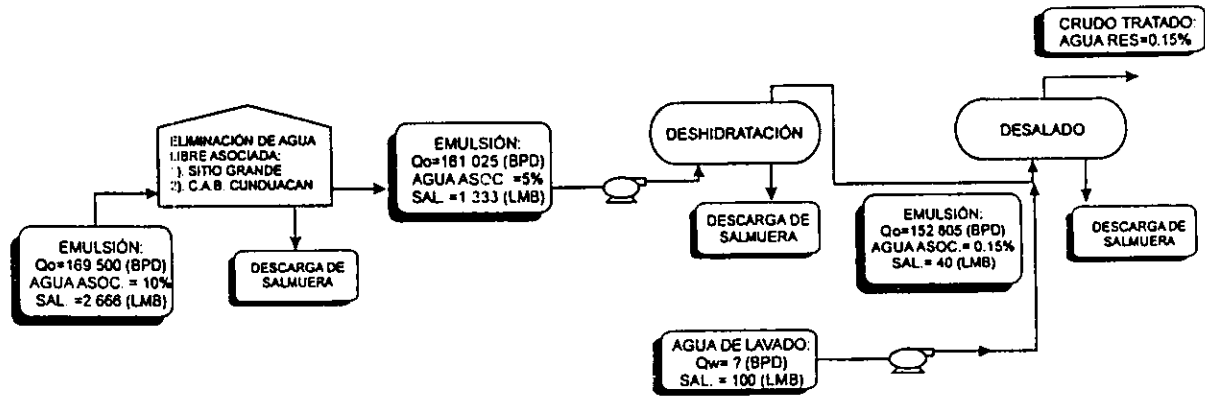 CRUDO TRATADO:
AGUA RES=0.15%
ELIMINACIÓN DE AGUA
LIBRE ASOCIADA:
1). SITIO GRANDE
2). C.A.B. CUNDUACAN
EMULSIÓN:
Qo=161 025 (BPD)
AGUA ASOC. =5%
SAL. =1 333 (LMB)
DESHIDRATACIÓN
DESALADO
EMULSIÓN:
Qo=169 500 (BPD)
AGUA ASOC. = 10%
SAL. =2 666 (LMB)
DESCARGA DE
SALMUERA
DESCARGA DE
SALMUERA
EMULSIÓN:
Qo=152 805 (BPD)
AGUA ASOC.= 0.15%
SAL.= 40 (LMB)
DESCARGA DE
SALMUERA
AGUA DE LAVADO:
Qw= ? (BPD)
SAL. = 100 (LMB)